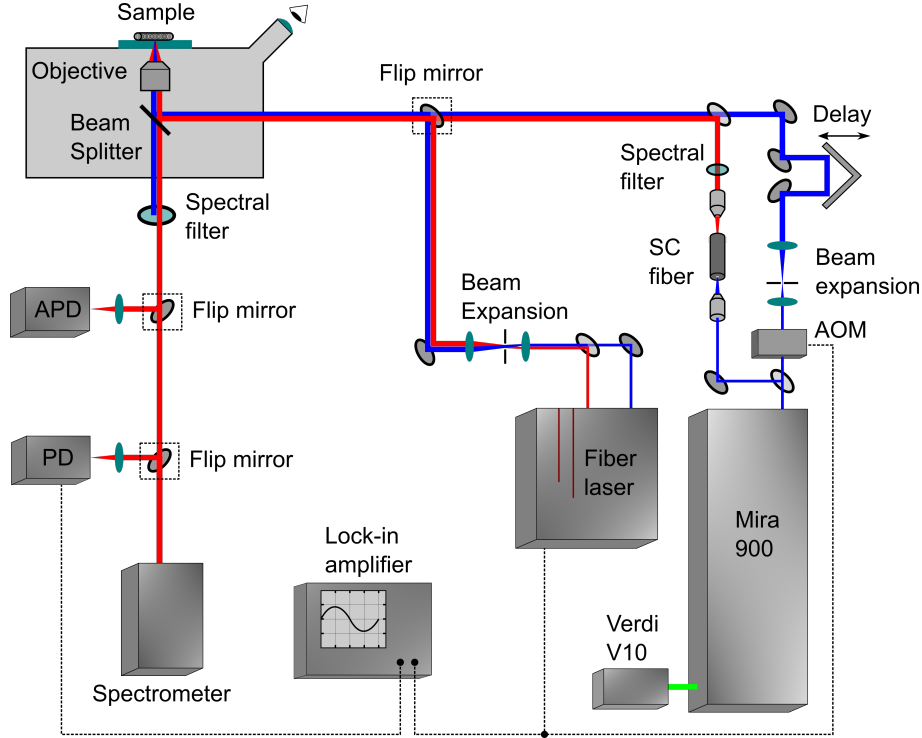 Sample
Objective
Beam
Splitter
Flip mirror
Delay
Spectral
filter
Spectral
filter
SC
fiber
Beam
expansion
Beam
Expansion
APD
Flip mirror
AOM
PD
Flip mirror
Fiber
laser
Mira
900
Lock-in
amplifier
Verdi
V10
Spectrometer